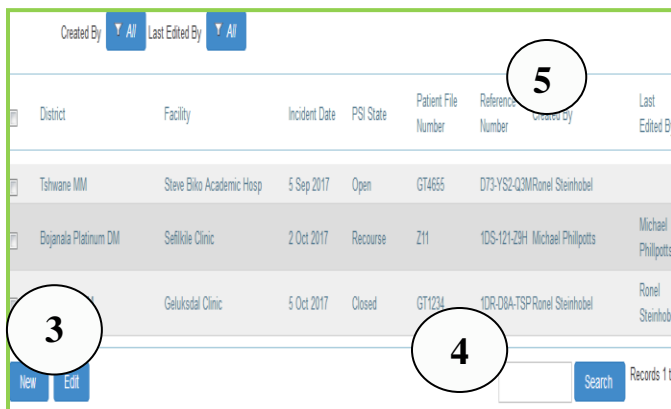 Created By All Last Edited By All
5
District Facility Incident Date PSI State Patient File Number Reference Number Created By Last Edited By
Tshwane MM Steve Biko Academic Hosp 5 Sep 2017 Open GT4655 D73-YS2-Q3M Ronel Steinhobel
Bojanala Platinum DM Sefilkile Clinic 2 Oct 2017 Recourse Z11 1DS-121-Z9H Michael Phillpotts Michael Phillpotts
Geluksdal Clinic 5 Oct 2017 Closed GT1234 1DR-D8A-TSP Ronel Steinhobel Ronel
3
4
New Edit Search Records 1